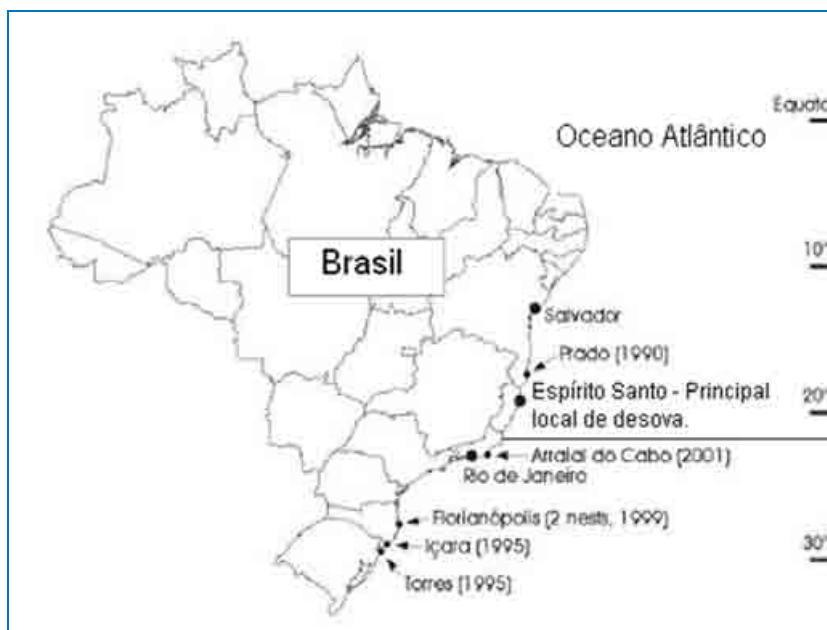 Equato
Oceano Atlântico
10°
Brasil
Salvador
Prado (1990)
Espírito Santo - Principal
local de desova.
20°
Arraial do Cabo (2001)
Rio de Janeiro
Florianópolis (2 nests, 1999)
Içara (1995)
30°
Torres (1995)